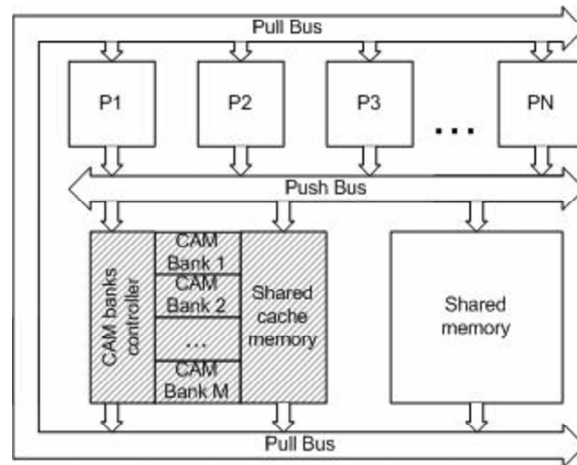 Pull Bus
P1
P2
P3
...
PN
Push Bus
CAM banks
controller
CAM
Bank 1
CAM
Bank 2
...
CAM
Bank M
Shared
cache
memory
Shared
memory
Pull Bus